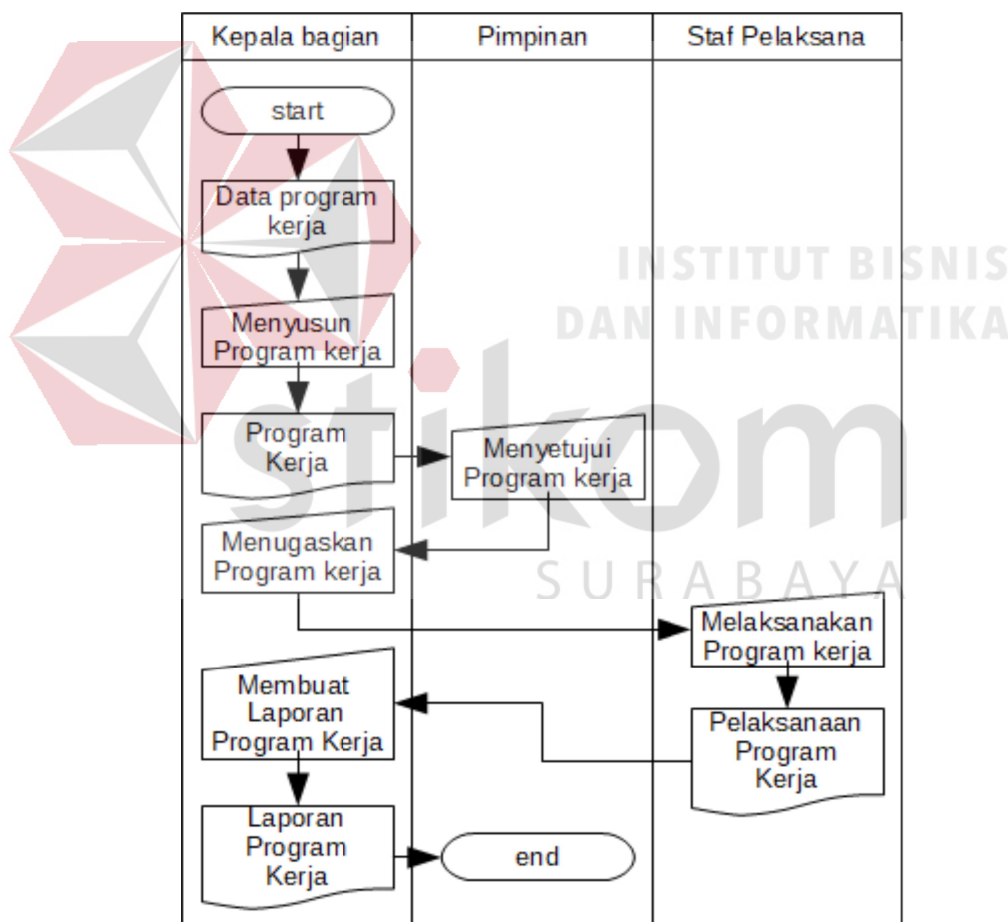 Kepala bagian
Pimpinan
Staf Pelaksana
start
Data program
kerja
Menyusun
Program kerja
Program
Kerja
Menyetujui
Program kerja
Menugaskan
Program kerja
Melaksanakan
Program kerja
Pelaksanaan
Program
Kerja
Membuat
Laporan
Program Kerja
Laporan
Program
Kerja
end
INSTITUT BISNIS
DAN INFORMATIKA
stikom
SURABAYA